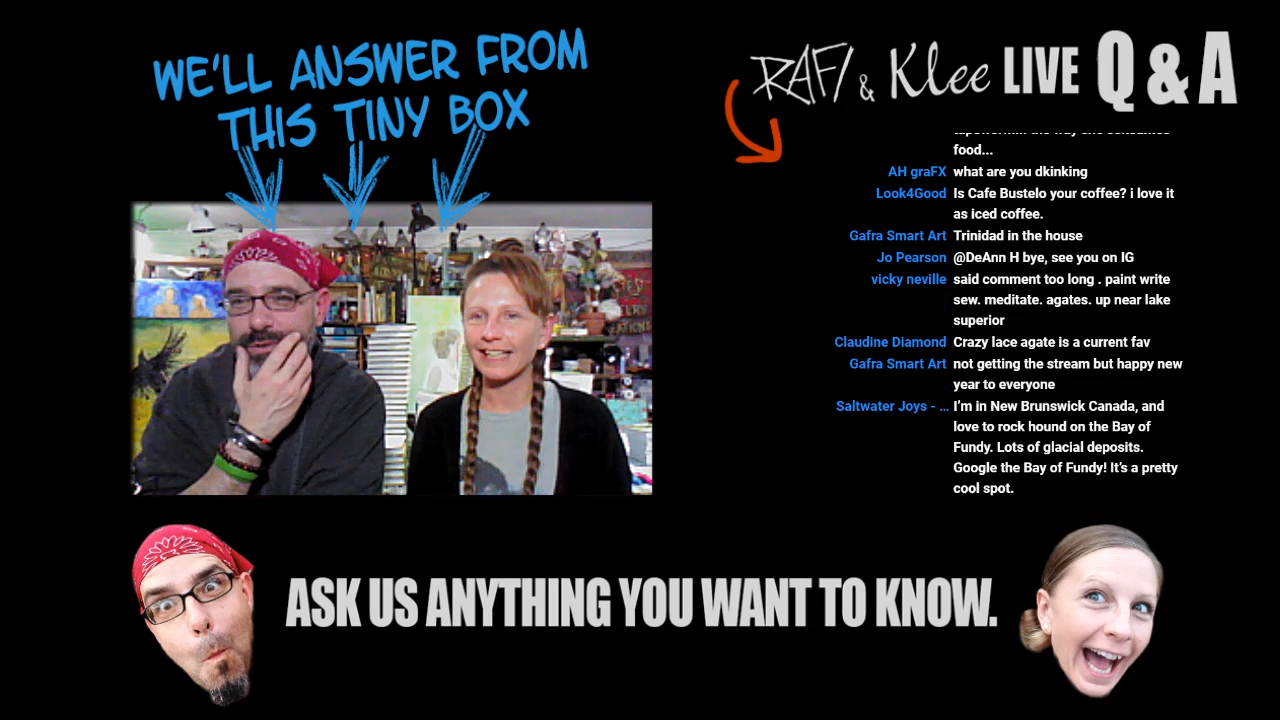 WE'LL ANSWER FROM
THIS TINY BOX
RAFI & Klee LIVE Q & A
food...
AH graFX what are you dkinking
Look4Good Is Cafe Bustelo your coffee? i love it
as iced coffee.
Gafra Smart Art Trinidad in the house
Jo Pearson @DeAnn H bye, see you on IG
vicky neville said comment too long . paint write
sew. meditate. agates. up near lake
superior
Claudine Diamond Crazy lace agate is a current fav
Gafra Smart Art not getting the stream but happy new
year to everyone
Saltwater Joys - ... I'm in New Brunswick Canada, and
love to rock hound on the Bay of
Fundy. Lots of glacial deposits.
Google the Bay of Fundy! It's a pretty
cool spot.
ASK US ANYTHING YOU WANT TO KNOW.